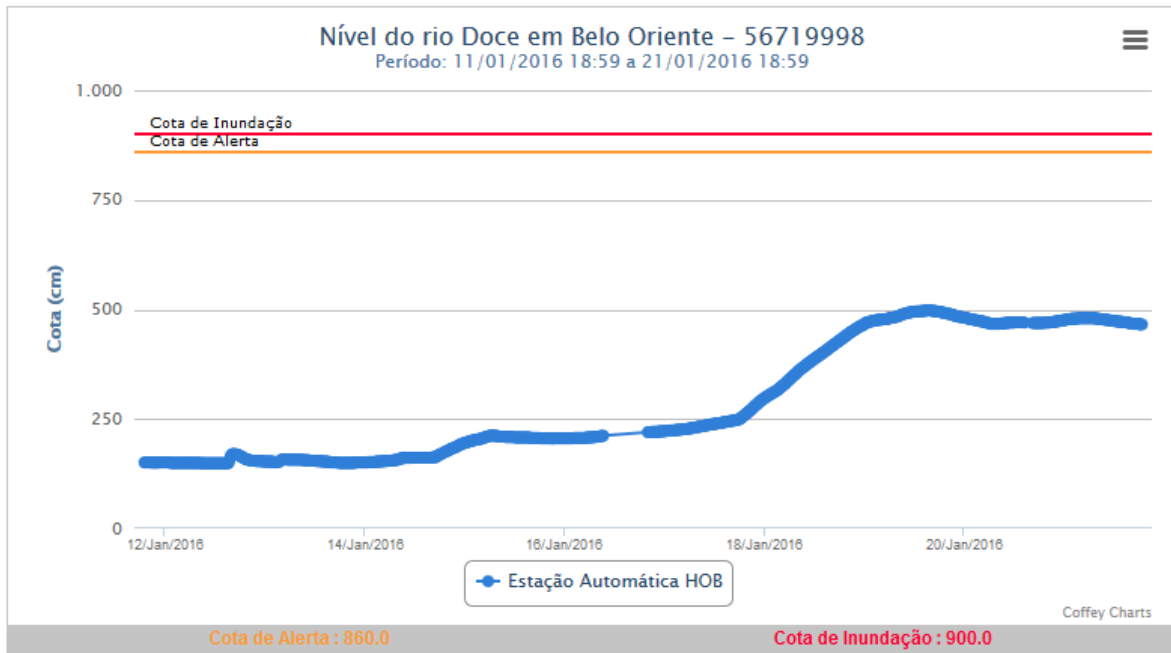 Nível do rio Doce em Belo Oriente – 56719998
Período: 11/01/2016 18:59 a 21/01/2016 18:59
1.000
Cota de Inundação
Cota de Alerta
750
500
250
0
Cota (cm)
12/Jan/2016 14/Jan/2016 16/Jan/2016 18/Jan/2016 20/Jan/2016
Estação Automática HOB
Coffey Charts
Cota de Alerta : 860.0 Cota de Inundação : 900.0